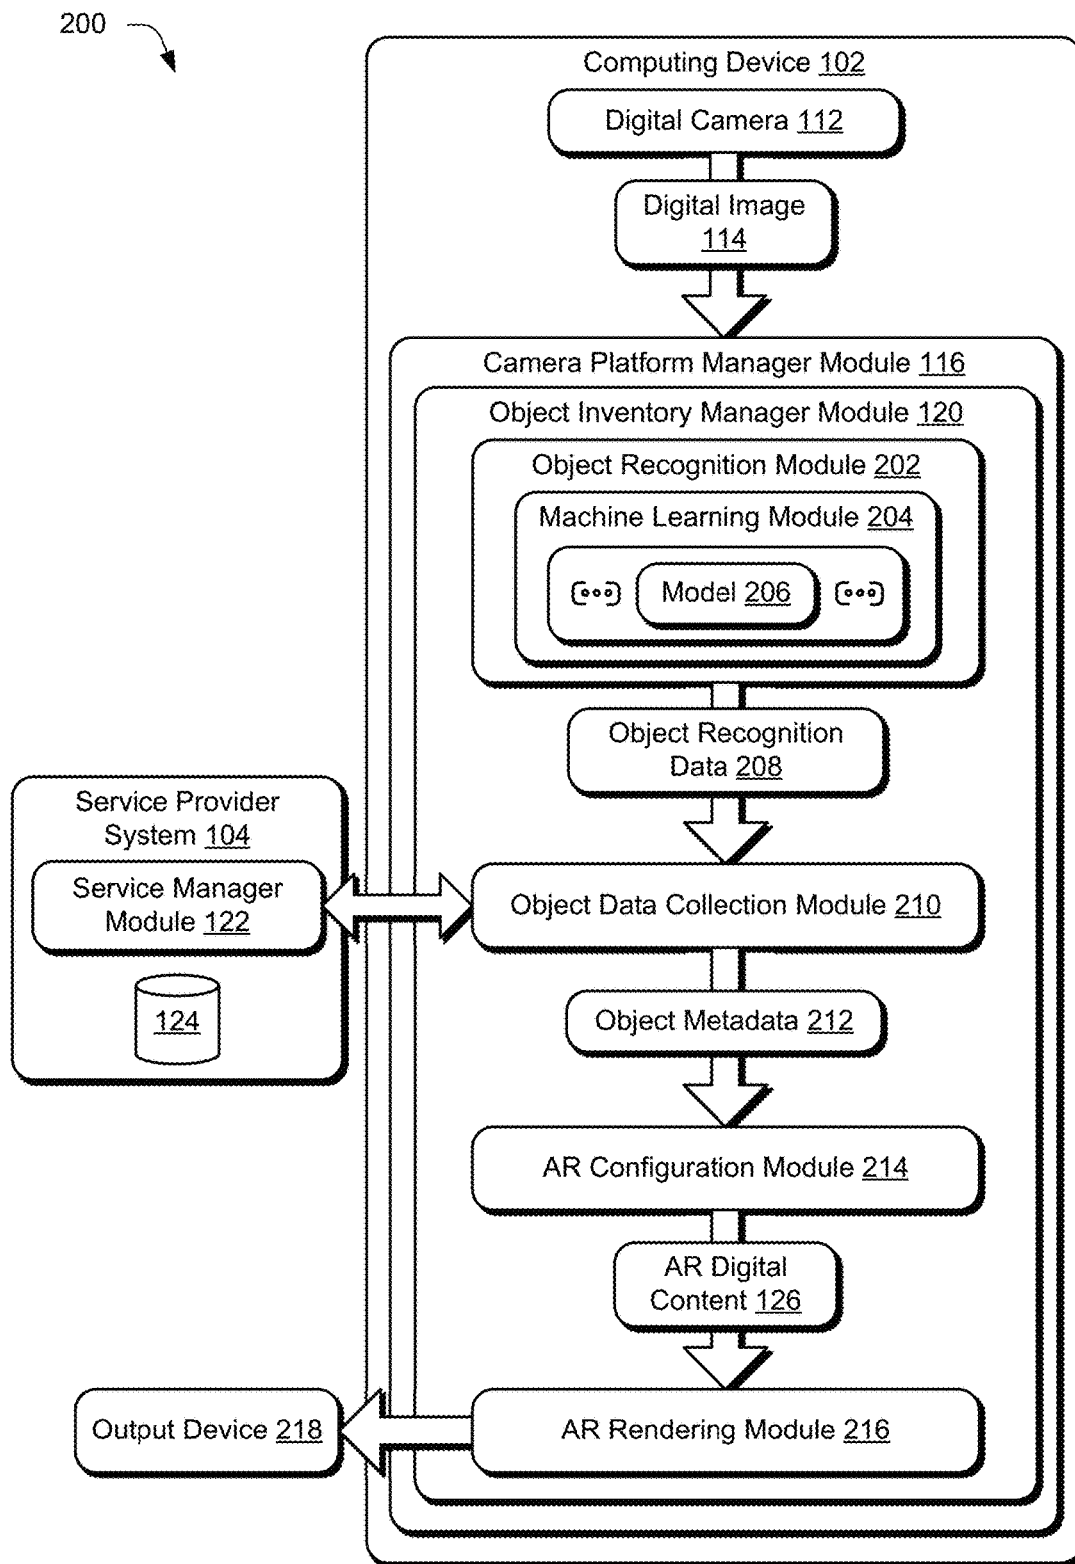 200
Computing Device 102
Digital Camera 112
Digital Image
114
Camera Platform Manager Module 116
Object Inventory Manager Module 120
Object Recognition Module 202
Machine Learning Module 204
Model 206
Object Recognition
Data 208
Service Provider
System 104
Service Manager
Module 122
124
Object Data Collection Module 210
Object Metadata 212
AR Configuration Module 214
AR Digital
Content 126
Output Device 218
AR Rendering Module 216